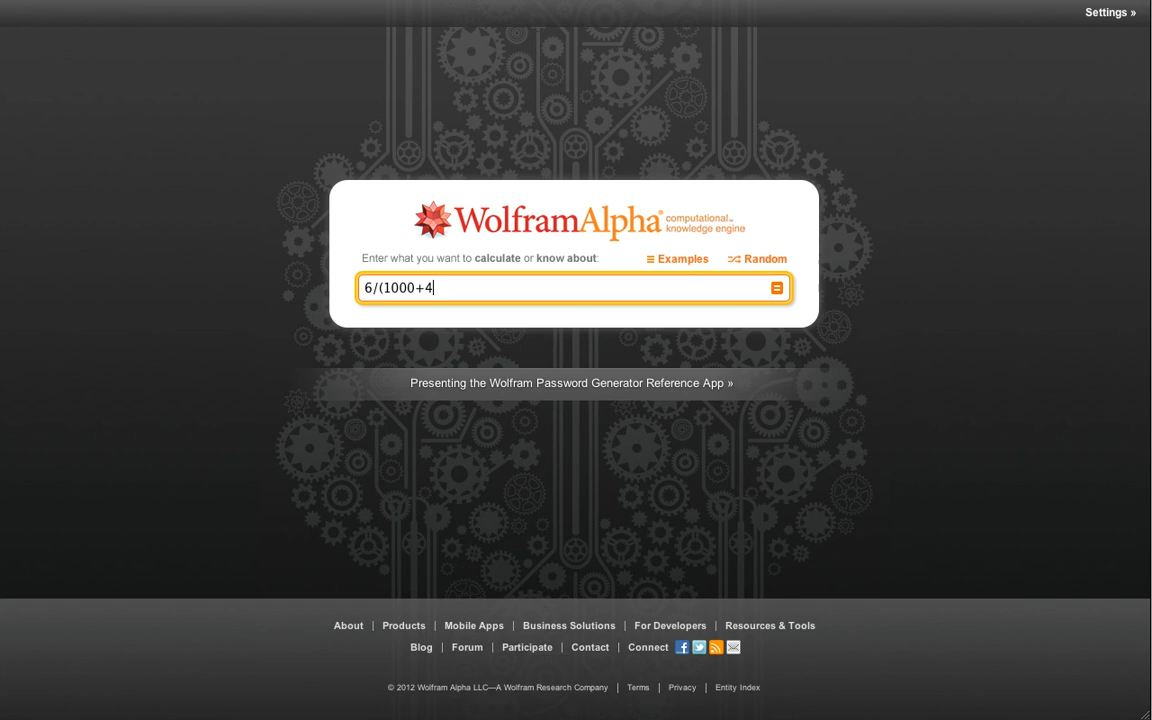 Settings »
WolframAlpha® computational™ knowledge engine
Enter what you want to calculate or know about:
Examples
Random
6/(1000+4
Presenting the Wolfram Password Generator Reference App »
About | Products | Mobile Apps | Business Solutions | For Developers | Resources & Tools
Blog | Forum | Participate | Contact | Connect
© 2012 Wolfram Alpha LLC—A Wolfram Research Company | Terms | Privacy | Entity Index